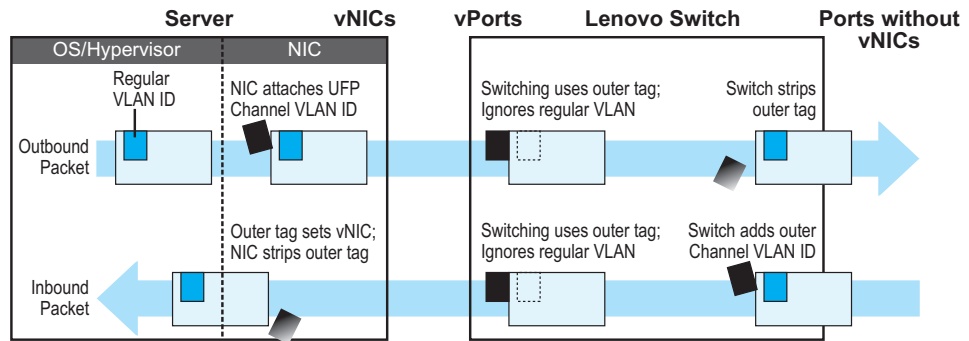 Server vNICs vPorts Lenovo Switch Ports without
vNICs
OS/Hypervisor NIC
Regular
VLAN ID
NIC attaches UFP
Channel VLAN ID
Switching uses outer tag;
Ignores regular VLAN
Switch strips
outer tag
Outbound
Packet
Outer tag sets vNIC;
NIC strips outer tag
Switching uses outer tag;
Ignores regular VLAN
Switch adds outer
Channel VLAN ID
Inbound
Packet